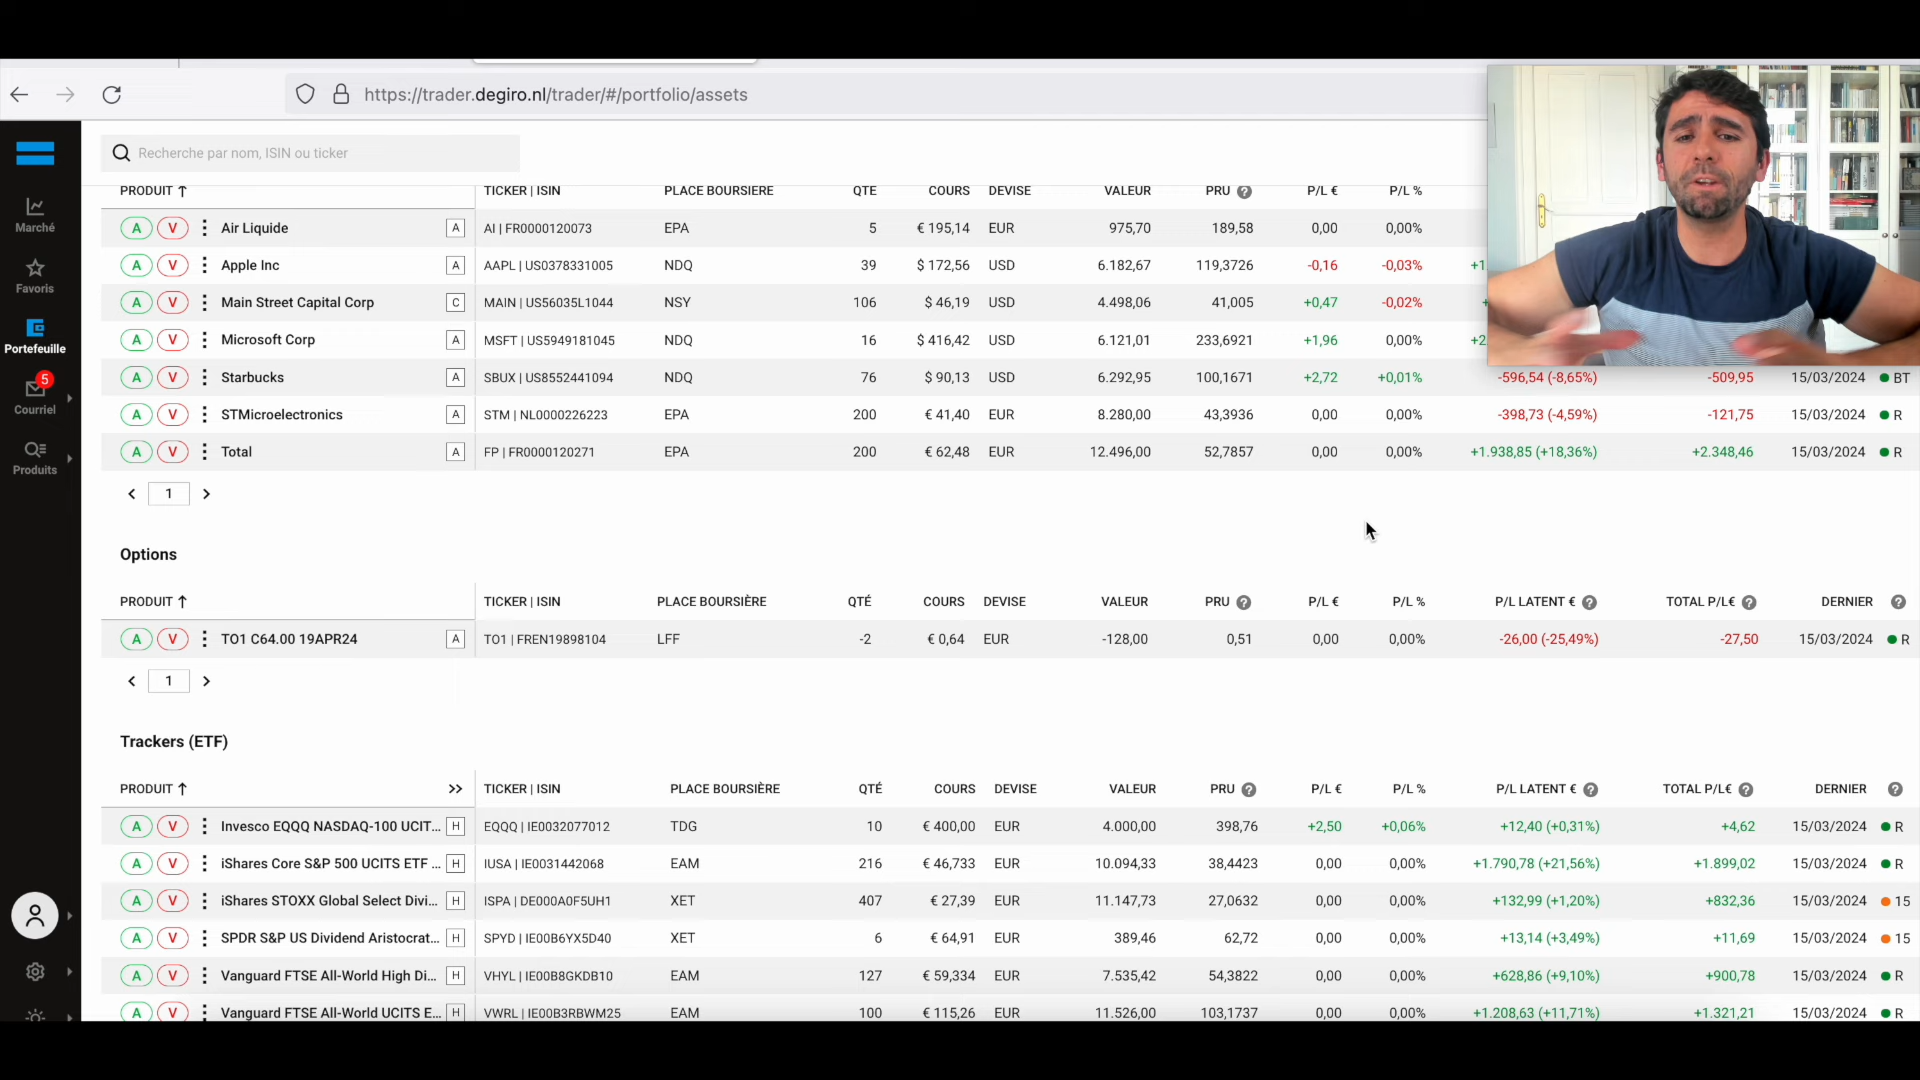 https://trader.degiro.nl/trader/#/portfolio/assets
Recherche par nom, ISIN ou ticker
Marché
Favoris
Portefeuille
5
Courriel
Produits
PRODUIT ↑ TICKER | ISIN PLACE BOURSIERE QTE COURS DEVISE VALEUR PRU ? P/L € P/L %
A V Air Liquide A AI | FR0000120073 EPA 5 € 195,14 EUR 975,70 189,58 0,00 0,00%
A V Apple Inc A AAPL | US0378331005 NDQ 39 $ 172,56 USD 6.182,67 119,3726 -0,16 -0,03% +1
A V Main Street Capital Corp C MAIN | US56035L1044 NSY 106 $ 46,19 USD 4.498,06 41,005 +0,47 -0,02%
A V Microsoft Corp A MSFT | US5949181045 NDQ 16 $ 416,42 USD 6.121,01 233,6921 +1,96 0,00% +2
A V Starbucks A SBUX | US8552441094 NDQ 76 $ 90,13 USD 6.292,95 100,1671 +2,72 +0,01% -596,54 (-8,65%) -509,95 15/03/2024 BT
A V STMicroelectronics A STM | NL0000226223 EPA 200 € 41,40 EUR 8.280,00 43,3936 0,00 0,00% -398,73 (-4,59%) -121,75 15/03/2024 R
A V Total A FP | FR0000120271 EPA 200 € 62,48 EUR 12.496,00 52,7857 0,00 0,00% +1.938,85 (+18,36%) +2.348,46 15/03/2024 R
1
Options
PRODUIT ↑ TICKER | ISIN PLACE BOURSIÈRE QTÉ COURS DEVISE VALEUR PRU ? P/L € P/L % P/L LATENT € ? TOTAL P/L€ ? DERNIER ?
A V TO1 C64.00 19APR24 A TO1 | FREN19898104 LFF -2 € 0,64 EUR -128,00 0,51 0,00 0,00% -26,00 (-25,49%) -27,50 15/03/2024 R
1
Trackers (ETF)
PRODUIT ↑ >> TICKER | ISIN PLACE BOURSIÈRE QTÉ COURS DEVISE VALEUR PRU ? P/L € P/L % P/L LATENT € ? TOTAL P/L€ ? DERNIER ?
A V Invesco EQQQ NASDAQ-100 UCIT... H EQQQ | IE0032077012 TDG 10 € 400,00 EUR 4.000,00 398,76 +2,50 +0,06% +12,40 (+0,31%) +4,62 15/03/2024 R
A V iShares Core S&P 500 UCITS ETF ... H IUSA | IE0031442068 EAM 216 € 46,733 EUR 10.094,33 38,4423 0,00 0,00% +1.790,78 (+21,56%) +1.899,02 15/03/2024 R
A V iShares STOXX Global Select Divi... H ISPA | DE000A0F5UH1 XET 407 € 27,39 EUR 11.147,73 27,0632 0,00 0,00% +132,99 (+1,20%) +832,36 15/03/2024 15
A V SPDR S&P US Dividend Aristocrat... H SPYD | IE00B6YX5D40 XET 6 € 64,91 EUR 389,46 62,72 0,00 0,00% +13,14 (+3,49%) +11,69 15/03/2024 15
A V Vanguard FTSE All-World High Di... H VHYL | IE00B8GKDB10 EAM 127 € 59,334 EUR 7.535,42 54,3822 0,00 0,00% +628,86 (+9,10%) +900,78 15/03/2024 R
A V Vanguard FTSE All-World UCITS E... H VWRL | IE00B3RBWM25 EAM 100 € 115,26 EUR 11.526,00 103,1737 0,00 0,00% +1.208,63 (+11,71%) +1.321,21 15/03/2024 R